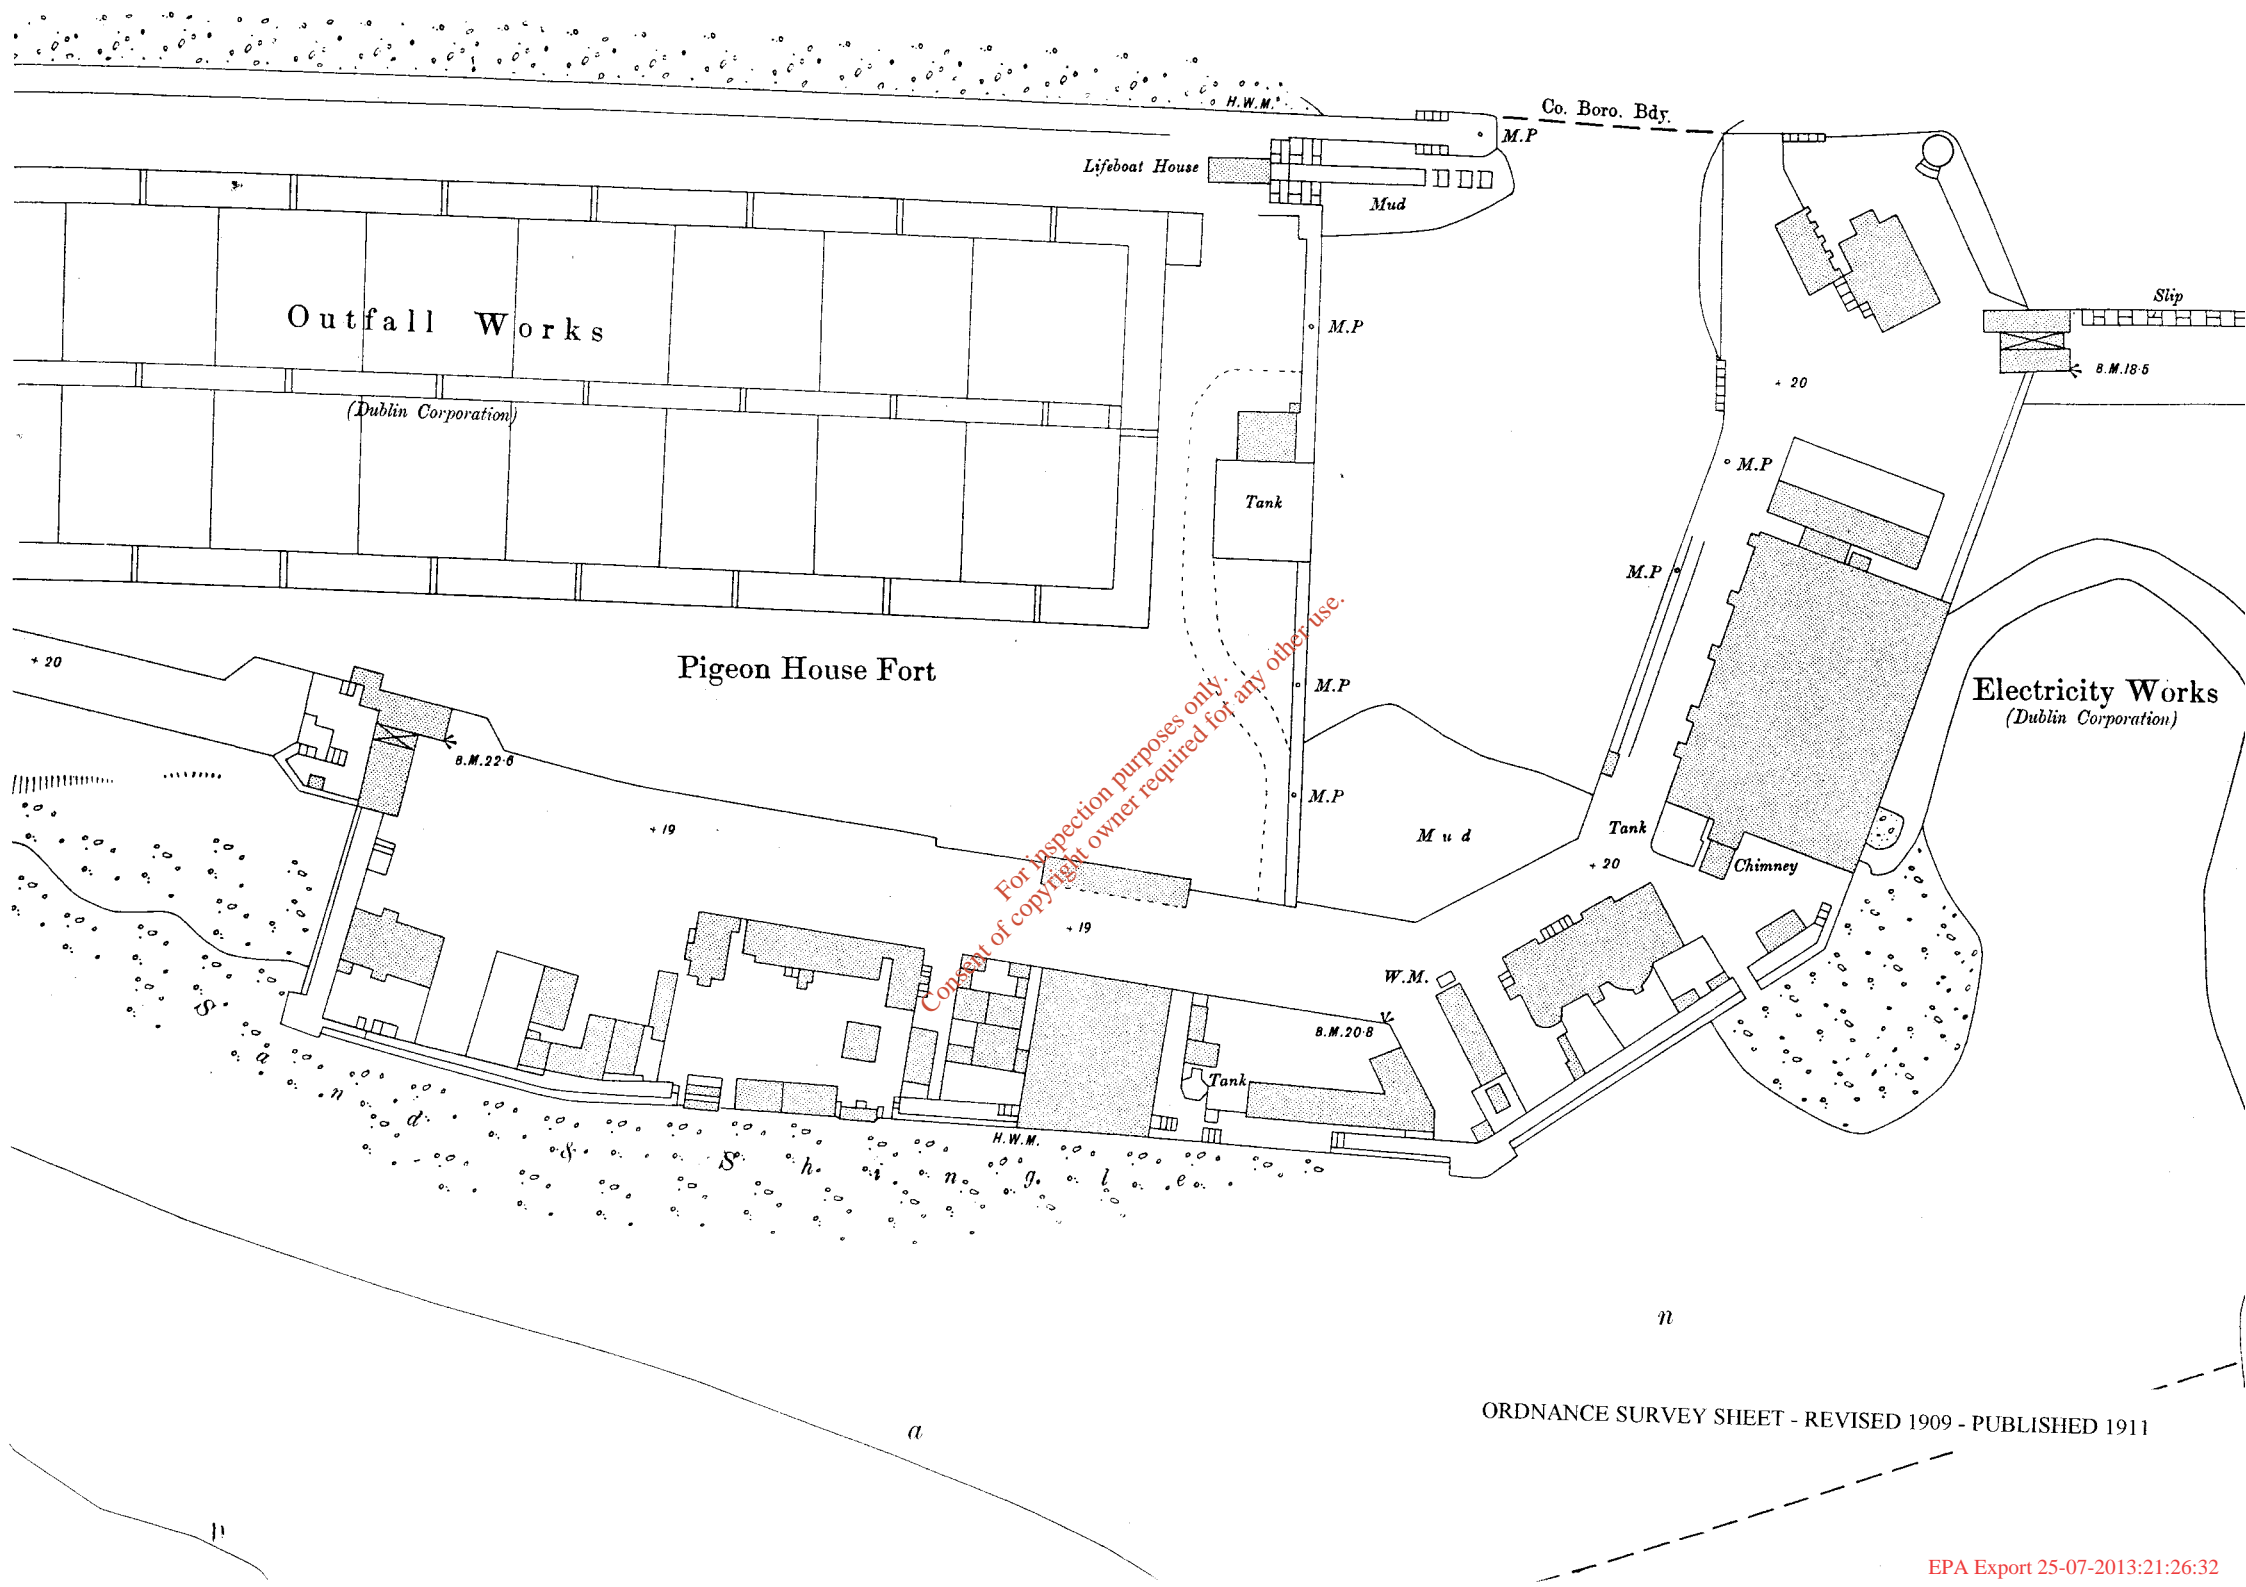 H.W.M.
Co. Boro. Bdy.
M.P
Lifeboat House
Mud
Slip
Outfall Works
M.P
B.M.18·5
+ 20
(Dublin Corporation)
M.P
Tank
M.P
+ 20
Pigeon House Fort
M.P
Electricity Works
(Dublin Corporation)
B.M.22·6
M.P
+ 19
Mud
Tank
+ 20
Chimney
+ 19
W.M.
B.M.20·8
Tank
H.W.M.
Sand & Shingle
n
a
ORDNANCE SURVEY SHEET - REVISED 1909 - PUBLISHED 1911
For inspection purposes only.
Consent of copyright owner required for any other use.
EPA Export 25-07-2013:21:26:32